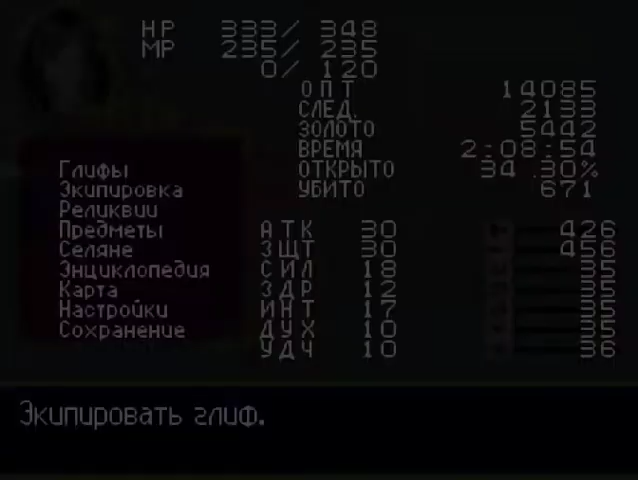 HP 333/ 348
MP 235/ 235
0/ 120
ОПТ 14085
СЛЕД. 2133
ЗОЛОТО 5442
ВРЕМЯ 2:08:54
ОТКРЫТО 34.30%
УБИТО 671
Глифы
Экипировка
Реликвии
Предметы
Селяне
Энциклопедия
Карта
Настройки
Сохранение
АТК 30 426
ЗЩТ 30 456
СИЛ 18 35
ЗДР 12 35
ИНТ 17 35
ДУХ 10 35
УДЧ 10 36
Экипировать глиф.